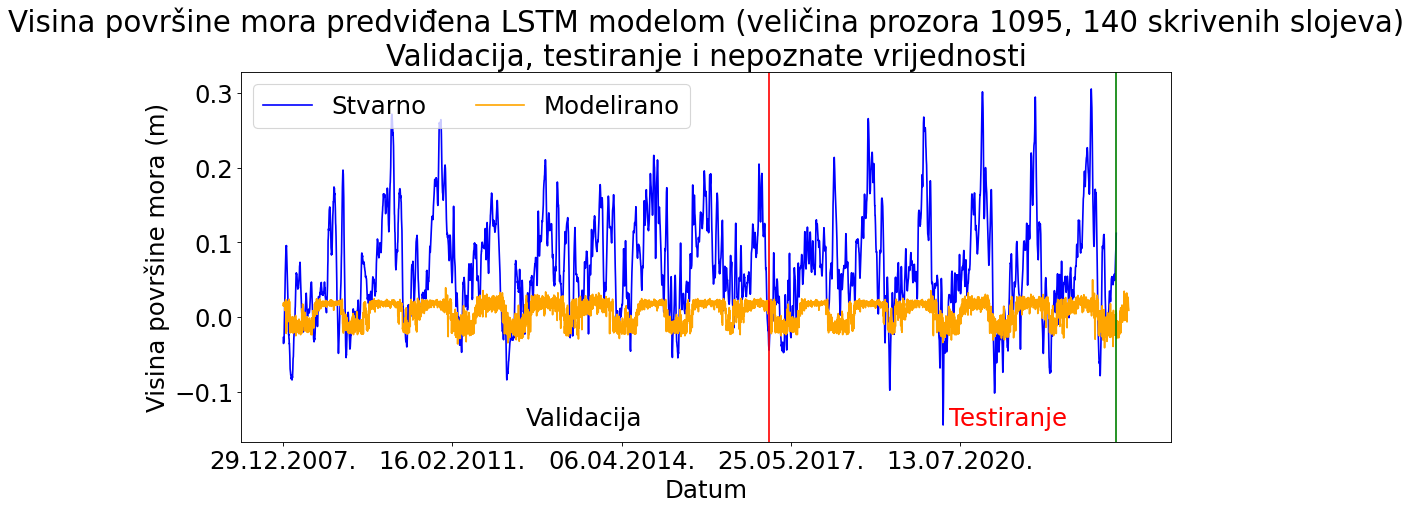 Visina površine mora predviđena LSTM modelom (veličina prozora 1095, 140 skrivenih slojeva)
Validacija, testiranje i nepoznate vrijednosti
Visina površine mora (m)
0.3
0.2
0.1
0.0
−0.1
Stvarno Modelirano
Validacija
Testiranje
29.12.2007. 16.02.2011. 06.04.2014. 25.05.2017. 13.07.2020.
Datum